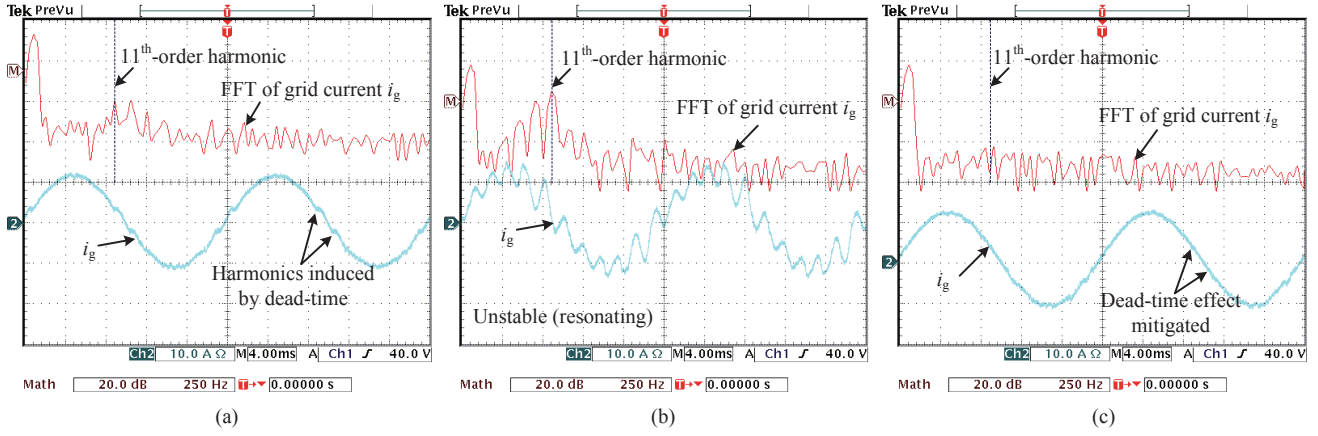 Tek PreVu
T
T
M
11th-order harmonic
FFT of grid current ig
2
ig
Harmonics induced
by dead-time
Ch2 10.0 A Ω M 4.00ms A Ch1 40.0 V
Math 20.0 dB 250 Hz T 0.00000 s
(a)
Tek PreVu
T
T
M
11th-order harmonic
FFT of grid current ig
2
ig
Unstable (resonating)
Ch2 10.0 A Ω M 4.00ms A Ch1 40.0 V
Math 20.0 dB 250 Hz T 0.00000 s
(b)
Tek PreVu
T
T
M
11th-order harmonic
FFT of grid current ig
2
ig
Dead-time effect
mitigated
Ch2 10.0 A Ω M 4.00ms A Ch1 40.0 V
Math 20.0 dB 250 Hz T 0.00000 s
(c)